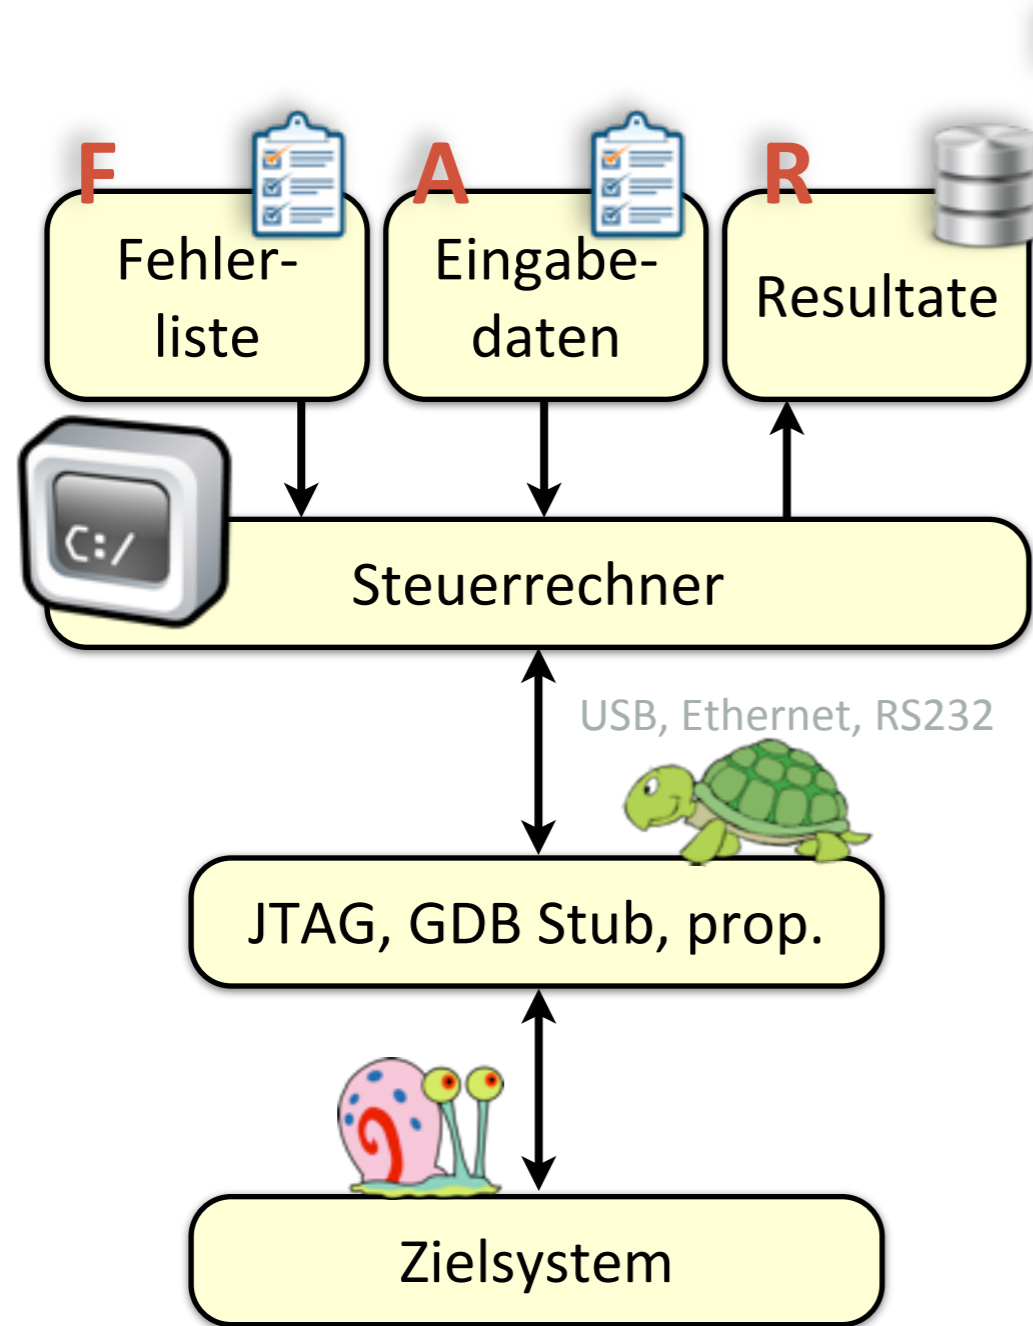 F
A
R
Fehler-
liste
Eingabe-
daten
Resultate
C:/
Steuerrechner
USB, Ethernet, RS232
JTAG, GDB Stub, prop.
Zielsystem